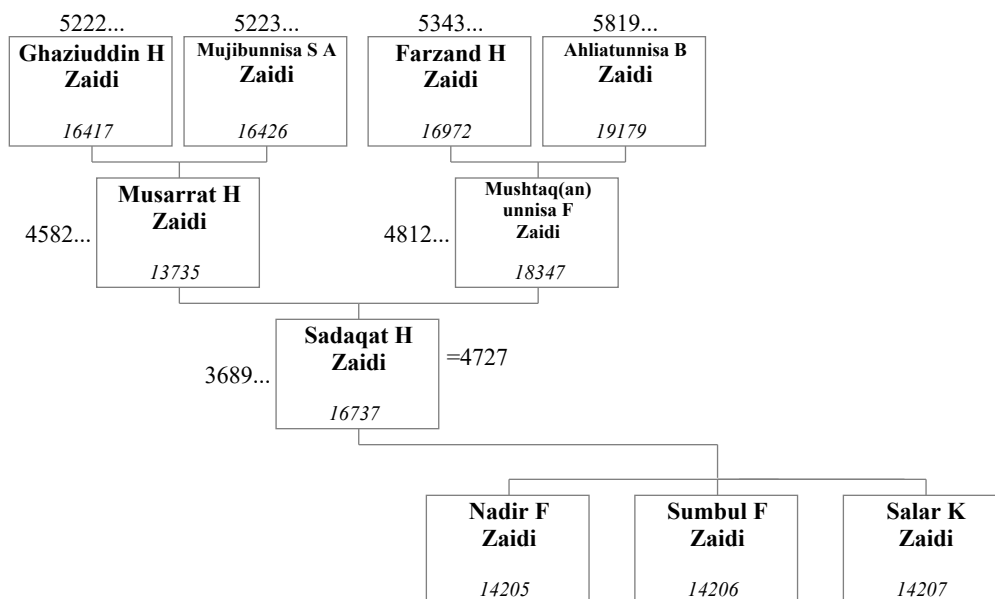 5222...
5223...
5343...
5819...
Ghaziuddin H
Zaidi
16417
Mujibunnisa S A
Zaidi
16426
Farzand H
Zaidi
16972
Ahliatunnisa B
Zaidi
19179
4582...
Musarrat H
Zaidi
13735
4812...
Mushtaq(an)
unnisa F
Zaidi
18347
3689...
Sadaqat H
Zaidi
16737
=4727
Nadir F
Zaidi
14205
Sumbul F
Zaidi
14206
Salar K
Zaidi
14207